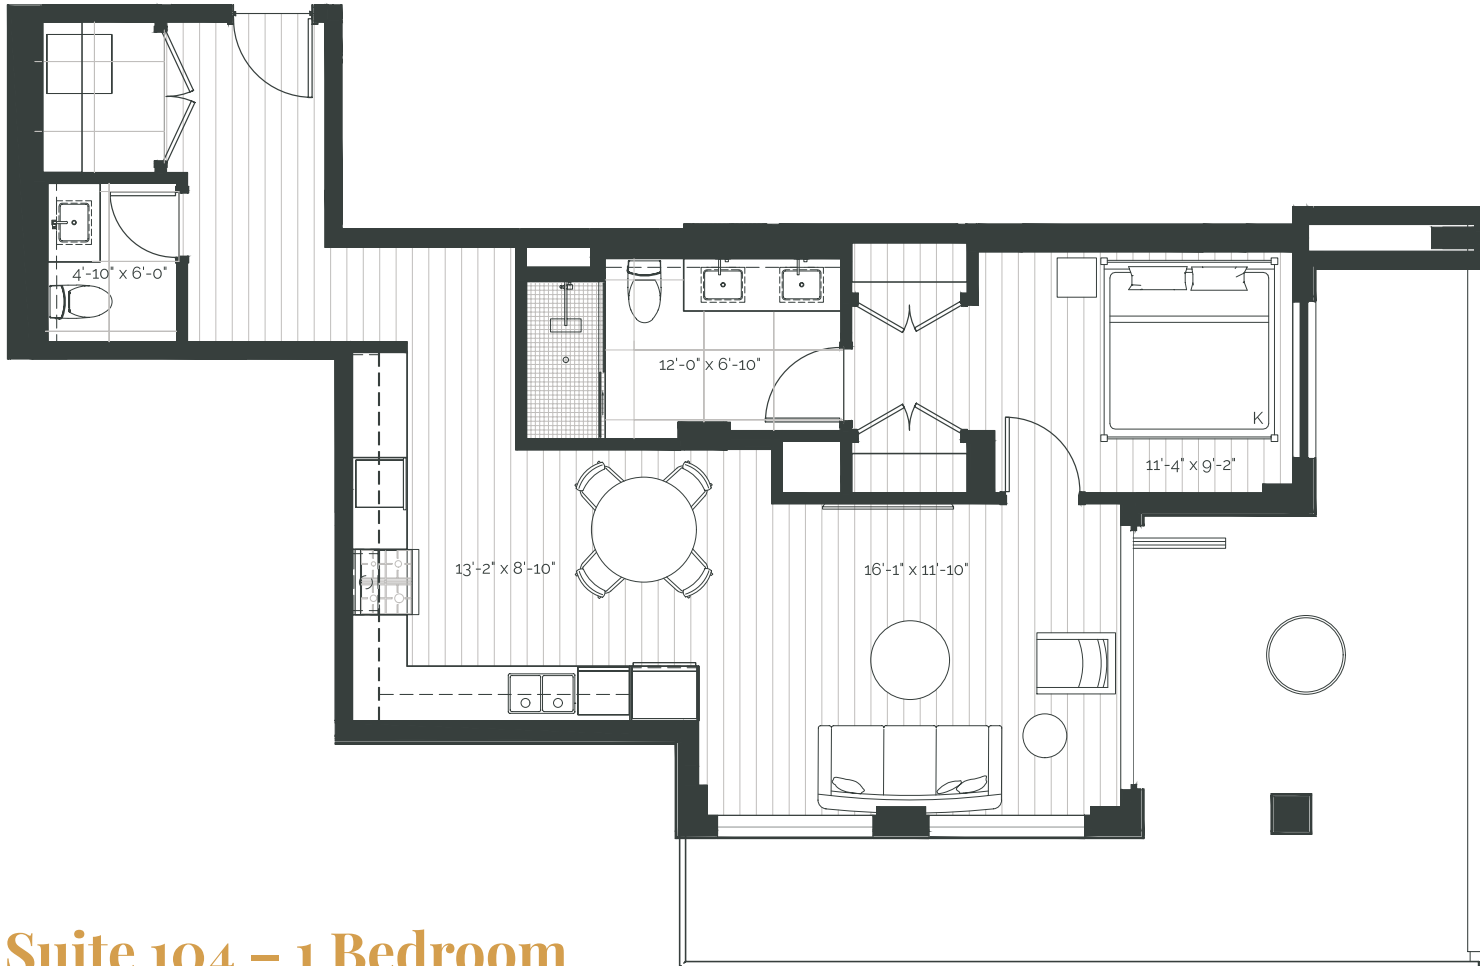 4'-10" x 6'-0"
12'-0" x 6'-10"
K
11'-4" x 9'-2"
13'-2" x 8'-10"
16'-1" x 11'-10"
Suite 104 – 1 Bedroom